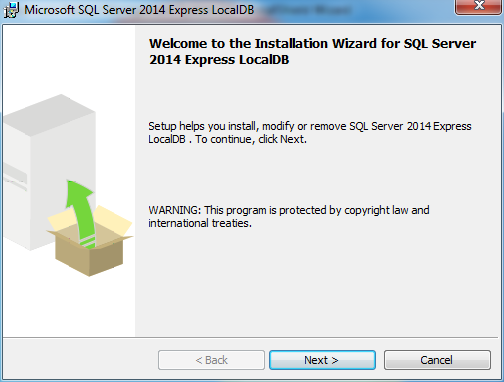 Microsoft SQL Server 2014 Express LocalDB
Welcome to the Installation Wizard for SQL Server
2014 Express LocalDB
Setup helps you install, modify or remove SQL Server 2014 Express
LocalDB . To continue, click Next.
WARNING: This program is protected by copyright law and
international treaties.
< Back
Next >
Cancel